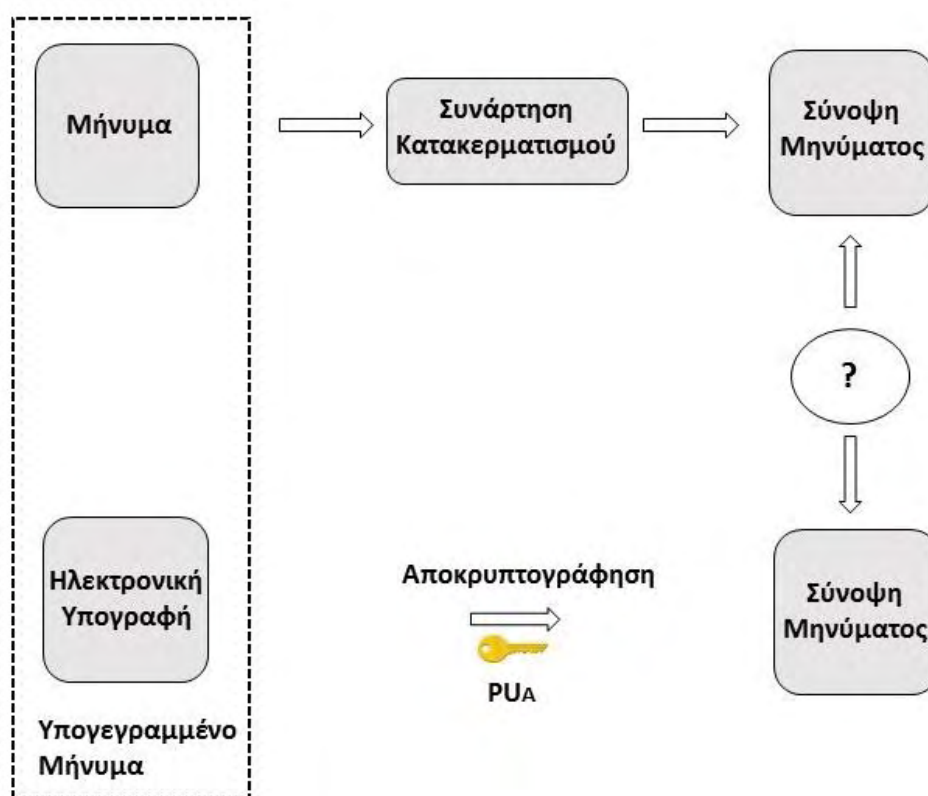 Μήνυμα
Συνάρτηση
Κατακερματισμού
Σύνοψη
Μηνύματος
?
Ηλεκτρονική
Υπογραφή
Αποκρυπτογράφηση
PUA
Σύνοψη
Μηνύματος
Υπογεγραμμένο
Μήνυμα